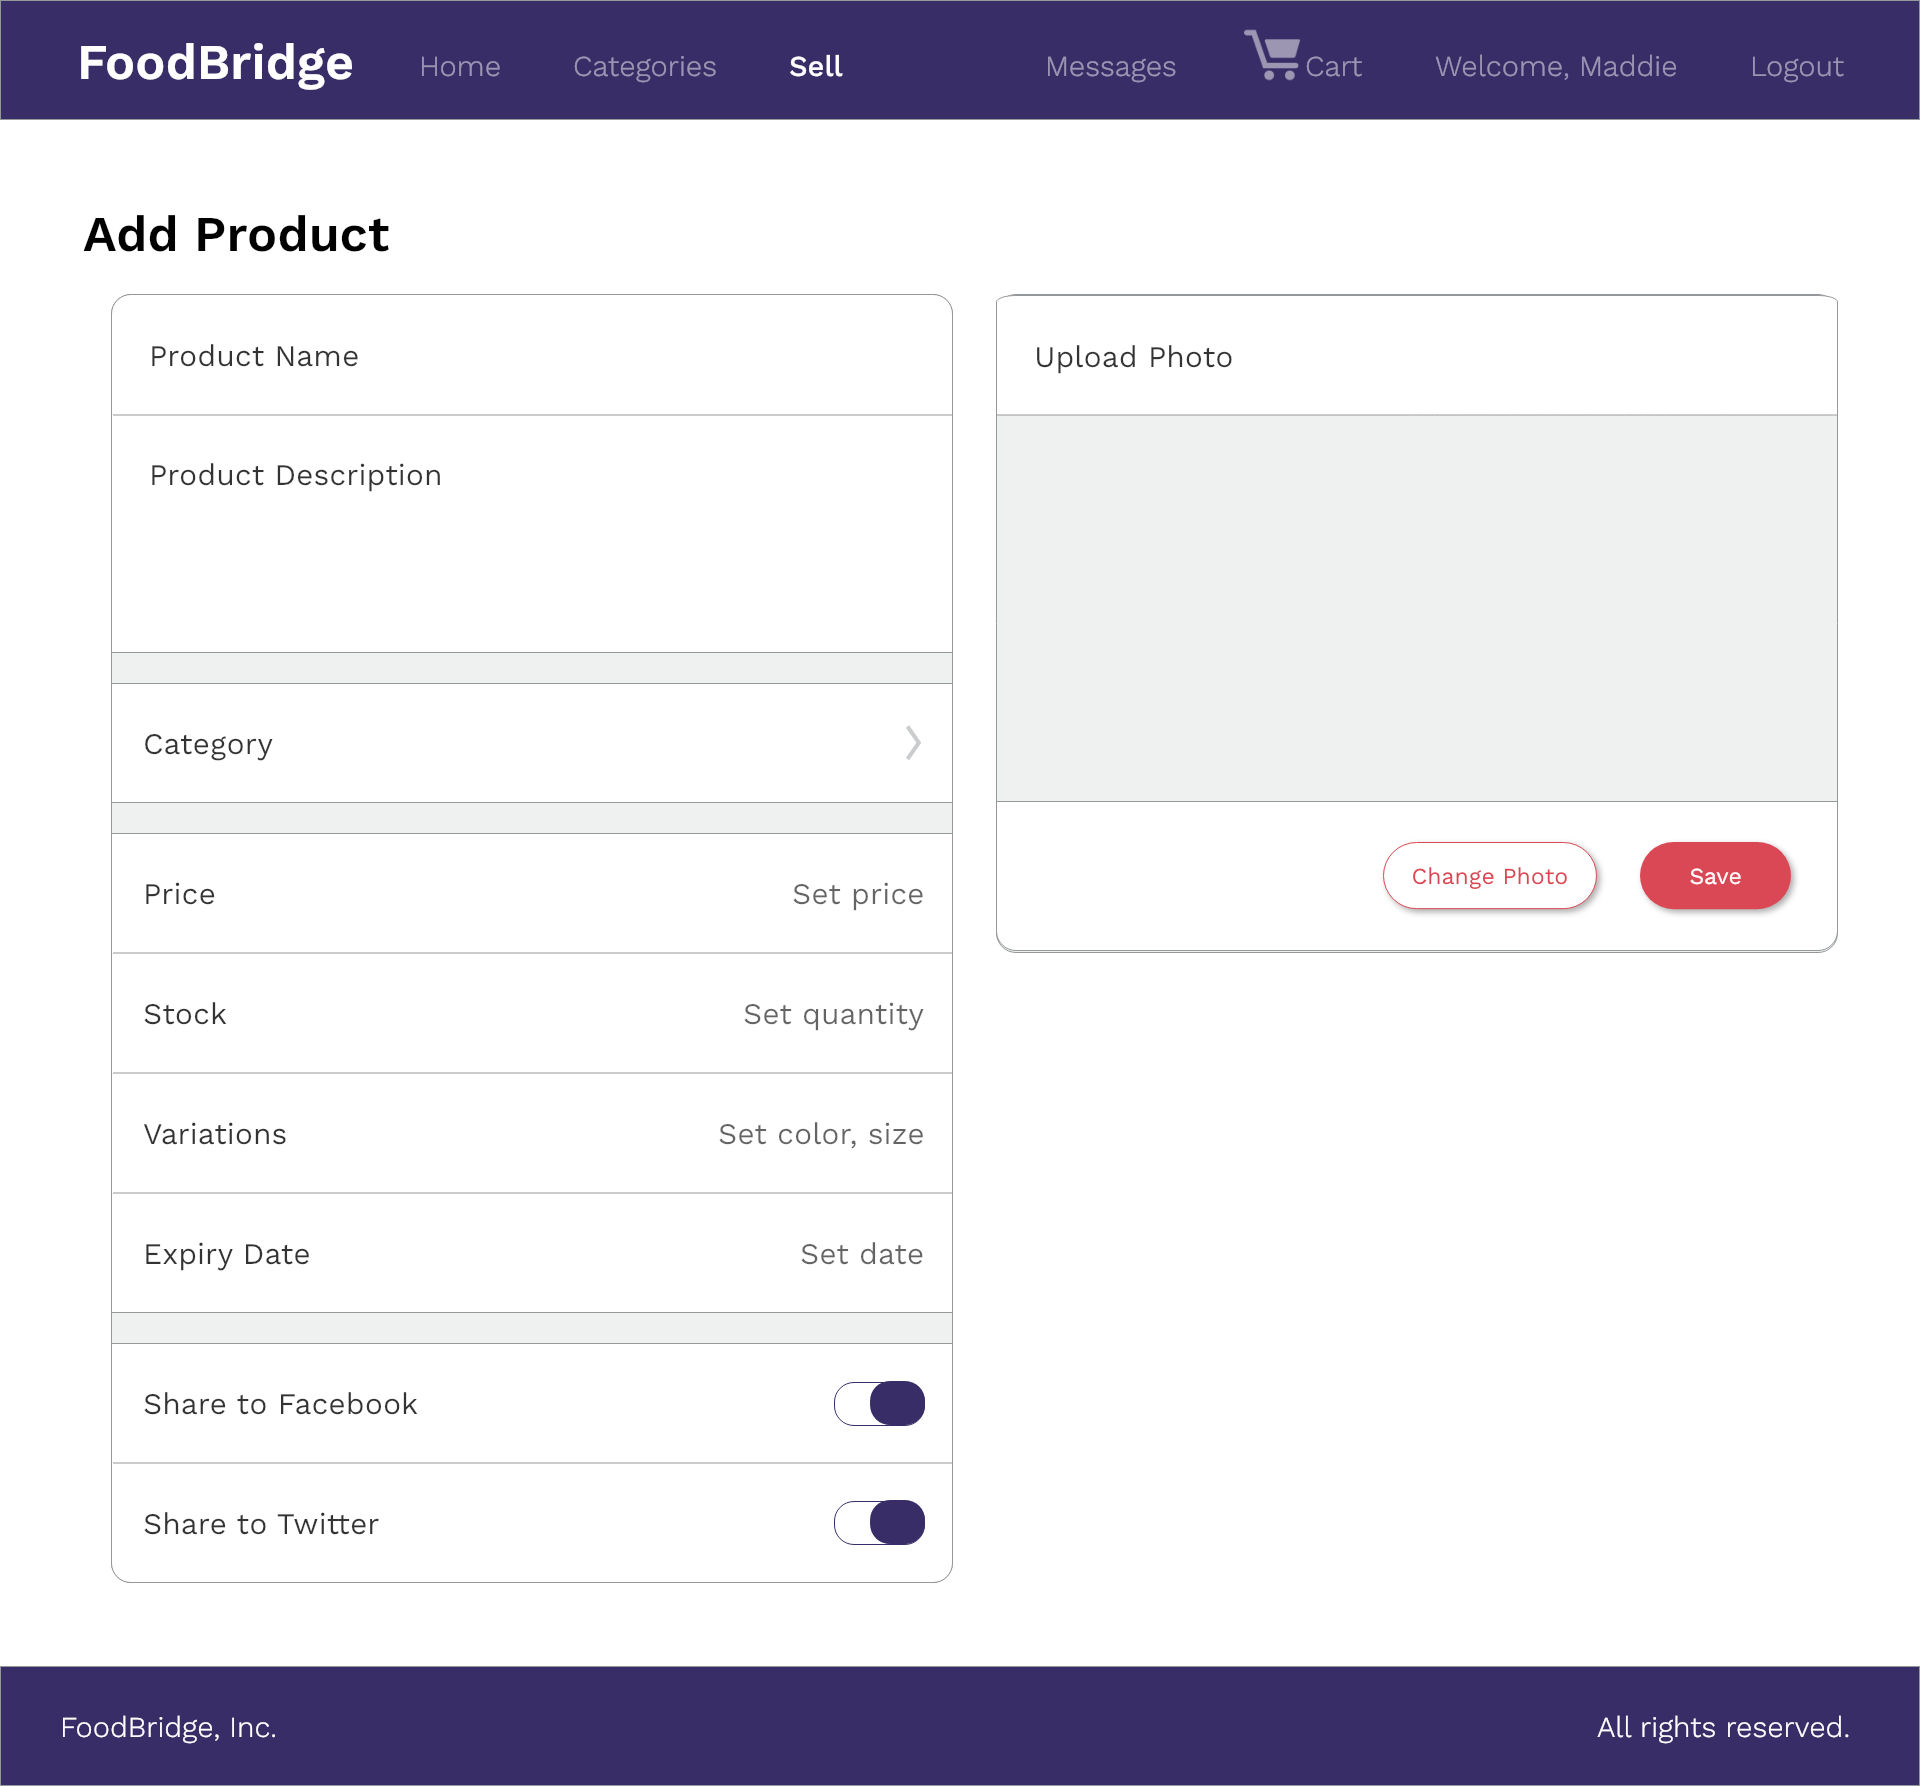 FoodBridge Home Categories Sell Messages Cart Welcome, Maddie Logout
Add Product
Product Name
Product Description
Category
Price Set price
Stock Set quantity
Variations Set color, size
Expiry Date Set date
Share to Facebook
Share to Twitter
Upload Photo
Change Photo Save
FoodBridge, Inc. All rights reserved.